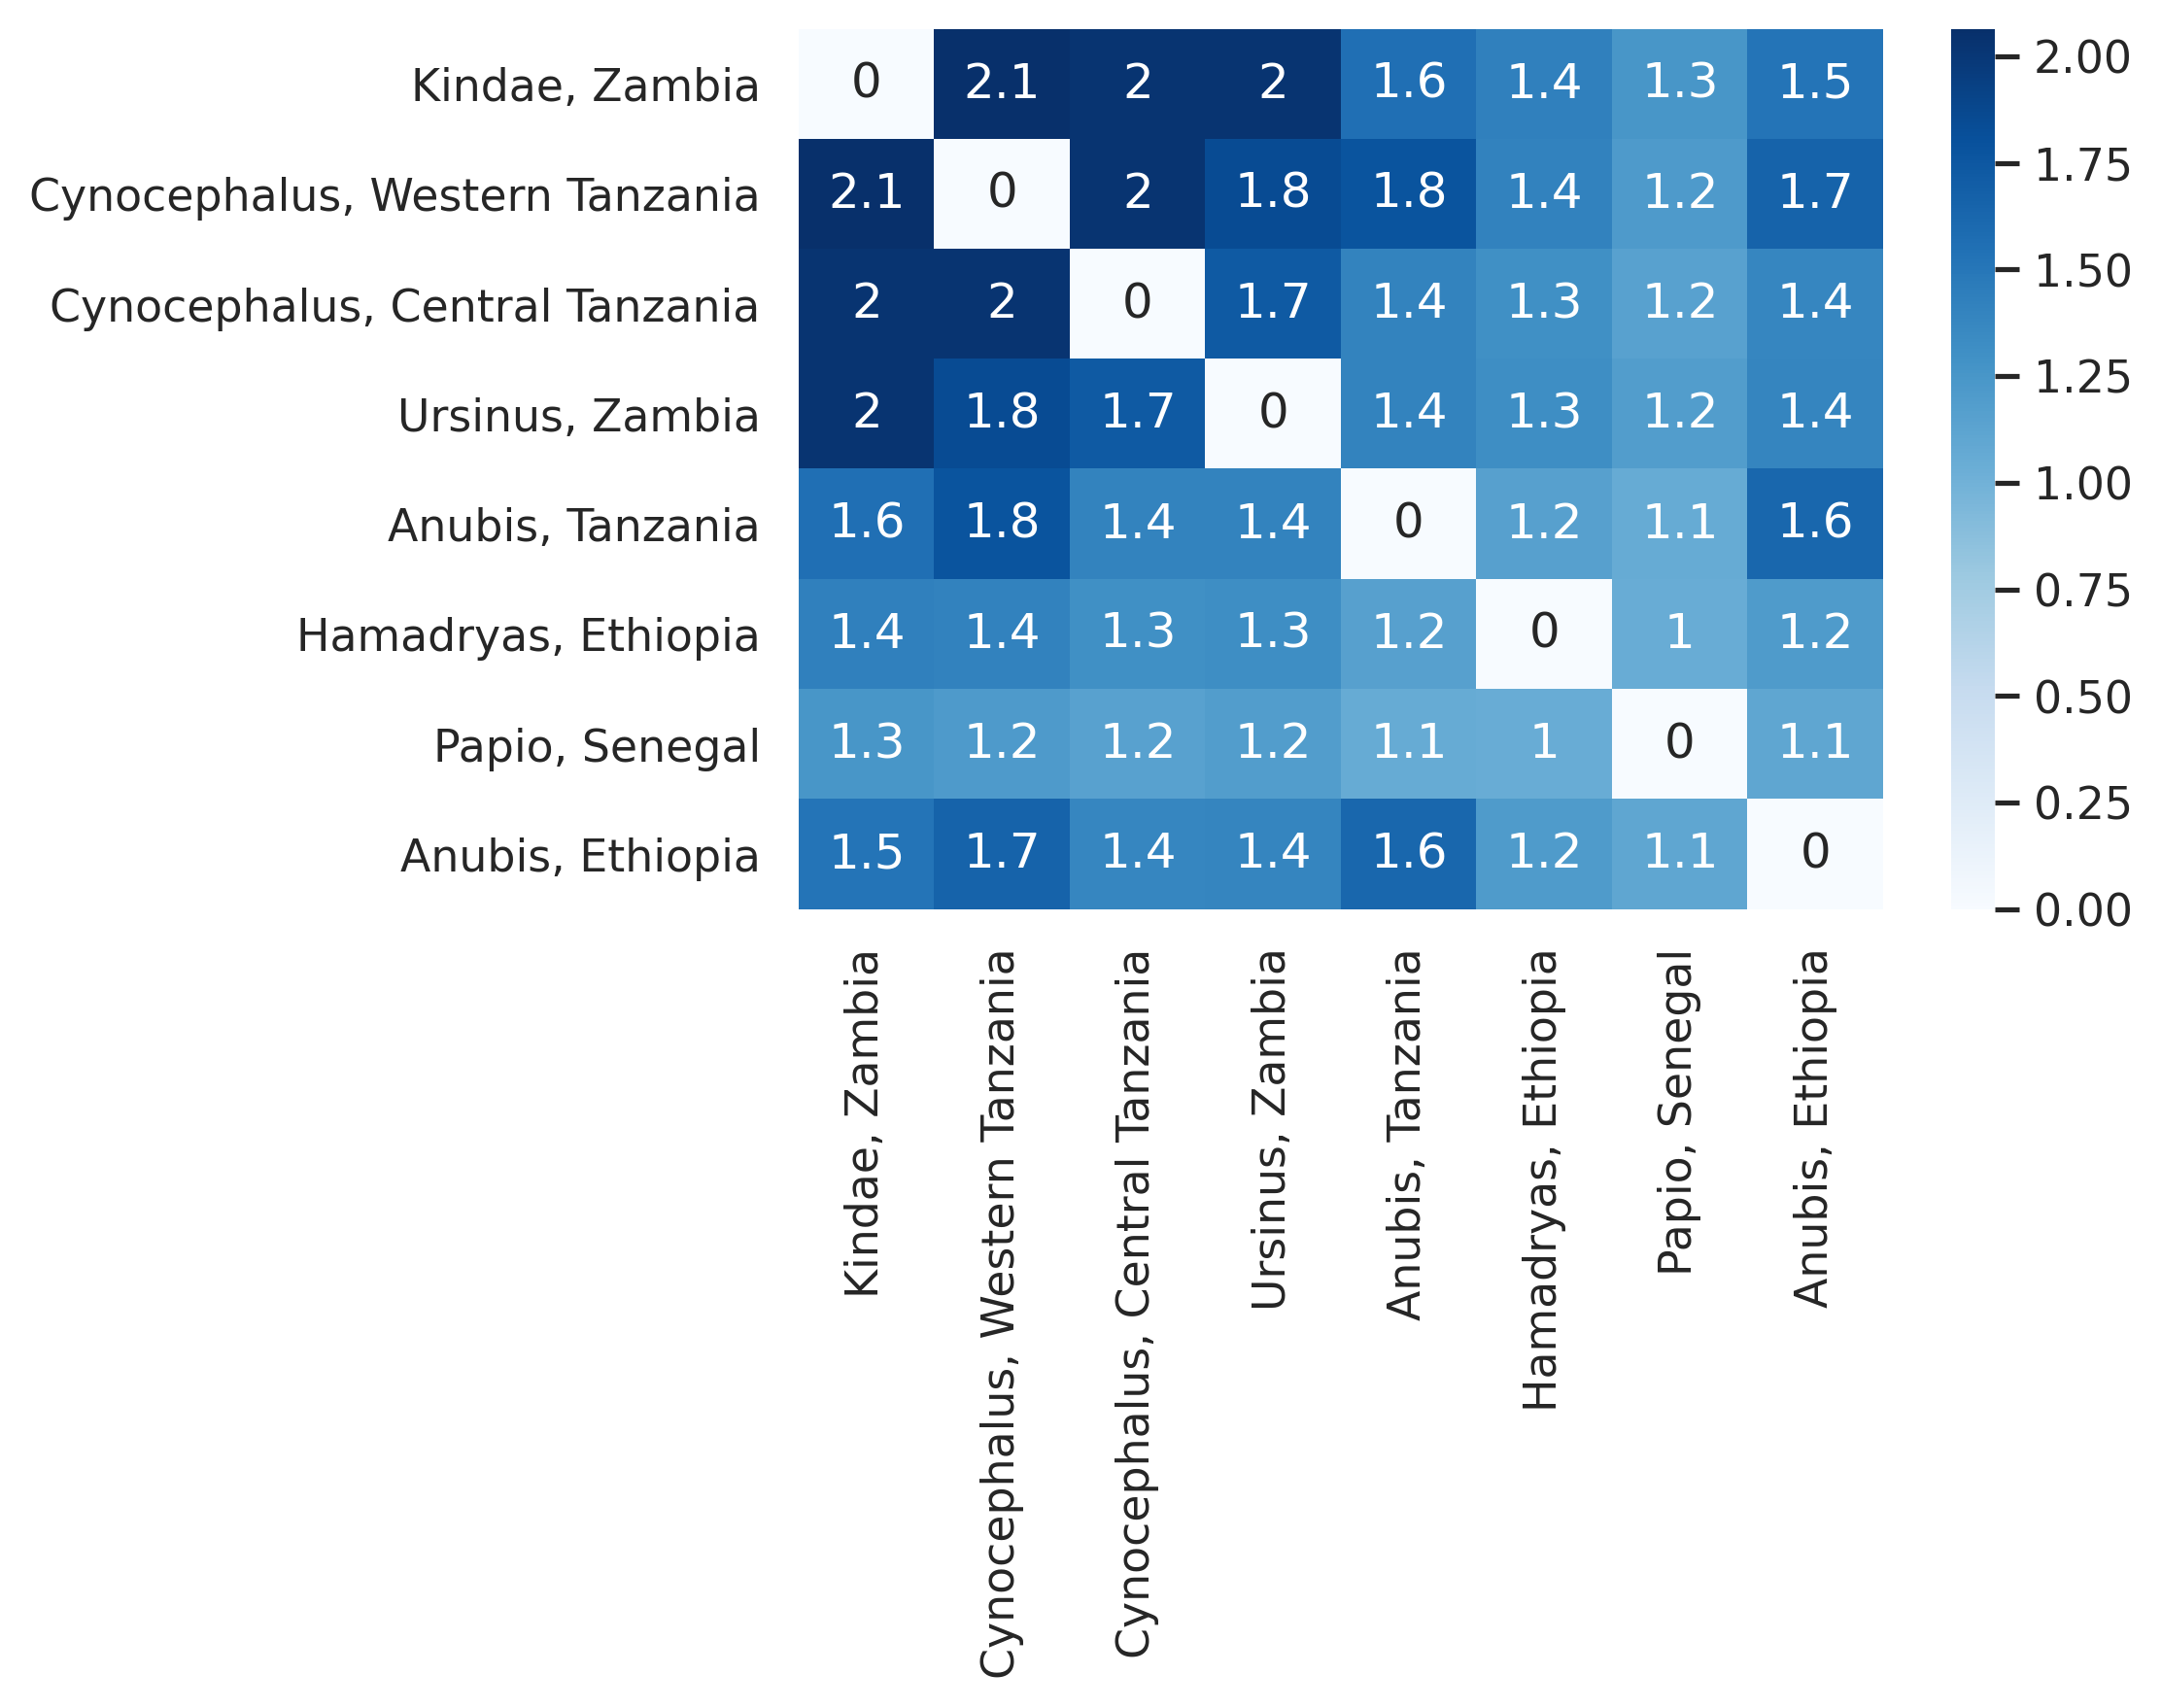 Kindae, Zambia 0 2.1 2 2 1.6 1.4 1.3 1.5
Cynocephalus, Western Tanzania 2.1 0 2 1.8 1.8 1.4 1.2 1.7
Cynocephalus, Central Tanzania 2 2 0 1.7 1.4 1.3 1.2 1.4
Ursinus, Zambia 2 1.8 1.7 0 1.4 1.3 1.2 1.4
Anubis, Tanzania 1.6 1.8 1.4 1.4 0 1.2 1.1 1.6
Hamadryas, Ethiopia 1.4 1.4 1.3 1.3 1.2 0 1 1.2
Papio, Senegal 1.3 1.2 1.2 1.2 1.1 1 0 1.1
Anubis, Ethiopia 1.5 1.7 1.4 1.4 1.6 1.2 1.1 0
Kindae, Zambia
Cynocephalus, Western Tanzania
Cynocephalus, Central Tanzania
Ursinus, Zambia
Anubis, Tanzania
Hamadryas, Ethiopia
Papio, Senegal
Anubis, Ethiopia
2.00
1.75
1.50
1.25
1.00
0.75
0.50
0.25
0.00